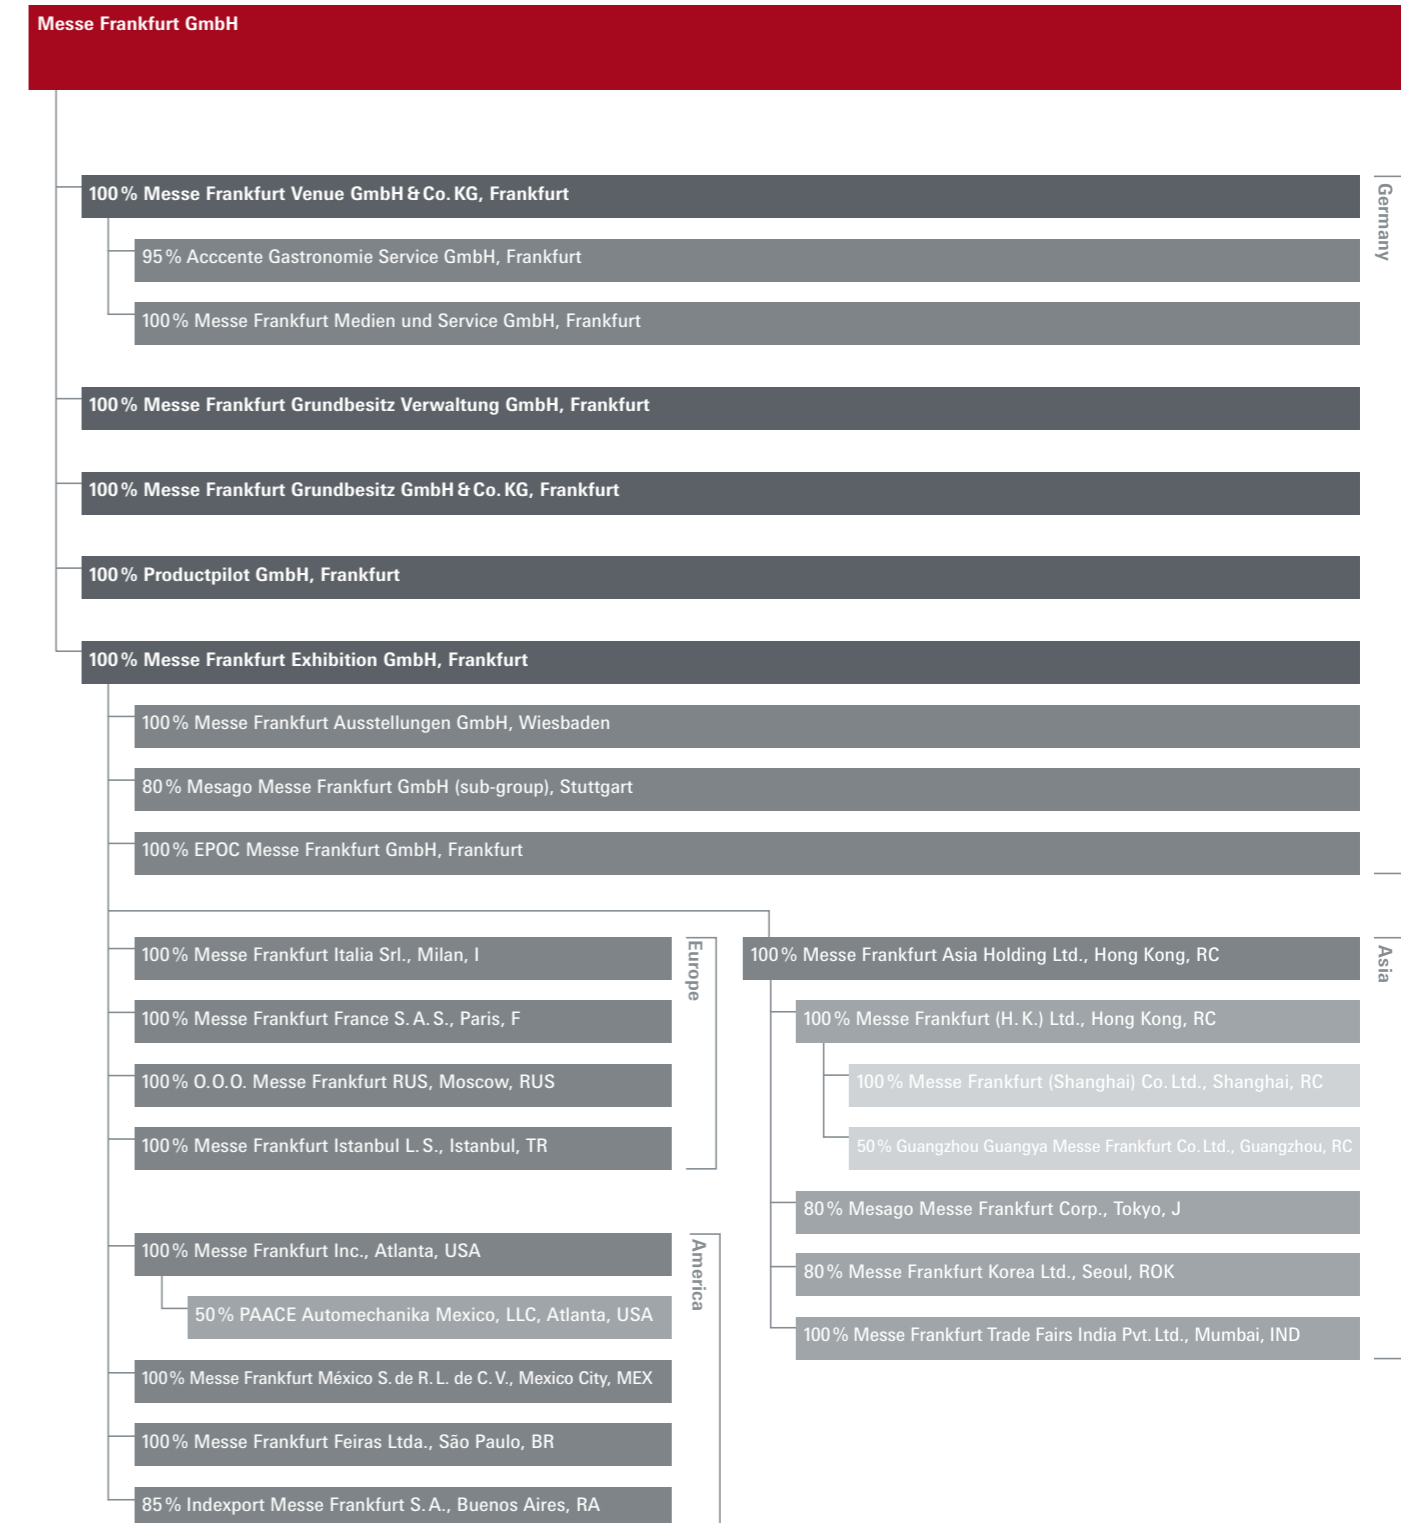 Messe Frankfurt GmbH
100% Messe Frankfurt Venue GmbH & Co. KG, Frankfurt
Germany
95% Acccente Gastronomie Service GmbH, Frankfurt
100% Messe Frankfurt Medien und Service GmbH, Frankfurt
100% Messe Frankfurt Grundbesitz Verwaltung GmbH, Frankfurt
100% Messe Frankfurt Grundbesitz GmbH & Co. KG, Frankfurt
100% Productpilot GmbH, Frankfurt
100% Messe Frankfurt Exhibition GmbH, Frankfurt
100% Messe Frankfurt Ausstellungen GmbH, Wiesbaden
80% Mesago Messe Frankfurt GmbH (sub-group), Stuttgart
100% EPOC Messe Frankfurt GmbH, Frankfurt
Europe
100% Messe Frankfurt Italia Srl., Milan, I
100% Messe Frankfurt France S. A. S., Paris, F
100% O.O.O. Messe Frankfurt RUS, Moscow, RUS
100% Messe Frankfurt Istanbul L. S., Istanbul, TR
America
100% Messe Frankfurt Inc., Atlanta, USA
50% PAACE Automechanika Mexico, LLC, Atlanta, USA
100% Messe Frankfurt México S. de R. L. de C. V., Mexico City, MEX
100% Messe Frankfurt Feiras Ltda., São Paulo, BR
85% Indexport Messe Frankfurt S. A., Buenos Aires, RA
Asia
100% Messe Frankfurt Asia Holding Ltd., Hong Kong, RC
100% Messe Frankfurt (H. K.) Ltd., Hong Kong, RC
100% Messe Frankfurt (Shanghai) Co. Ltd., Shanghai, RC
50% Guangzhou Guangya Messe Frankfurt Co. Ltd., Guangzhou, RC
80% Mesago Messe Frankfurt Corp., Tokyo, J
80% Messe Frankfurt Korea Ltd., Seoul, ROK
100% Messe Frankfurt Trade Fairs India Pvt. Ltd., Mumbai, IND